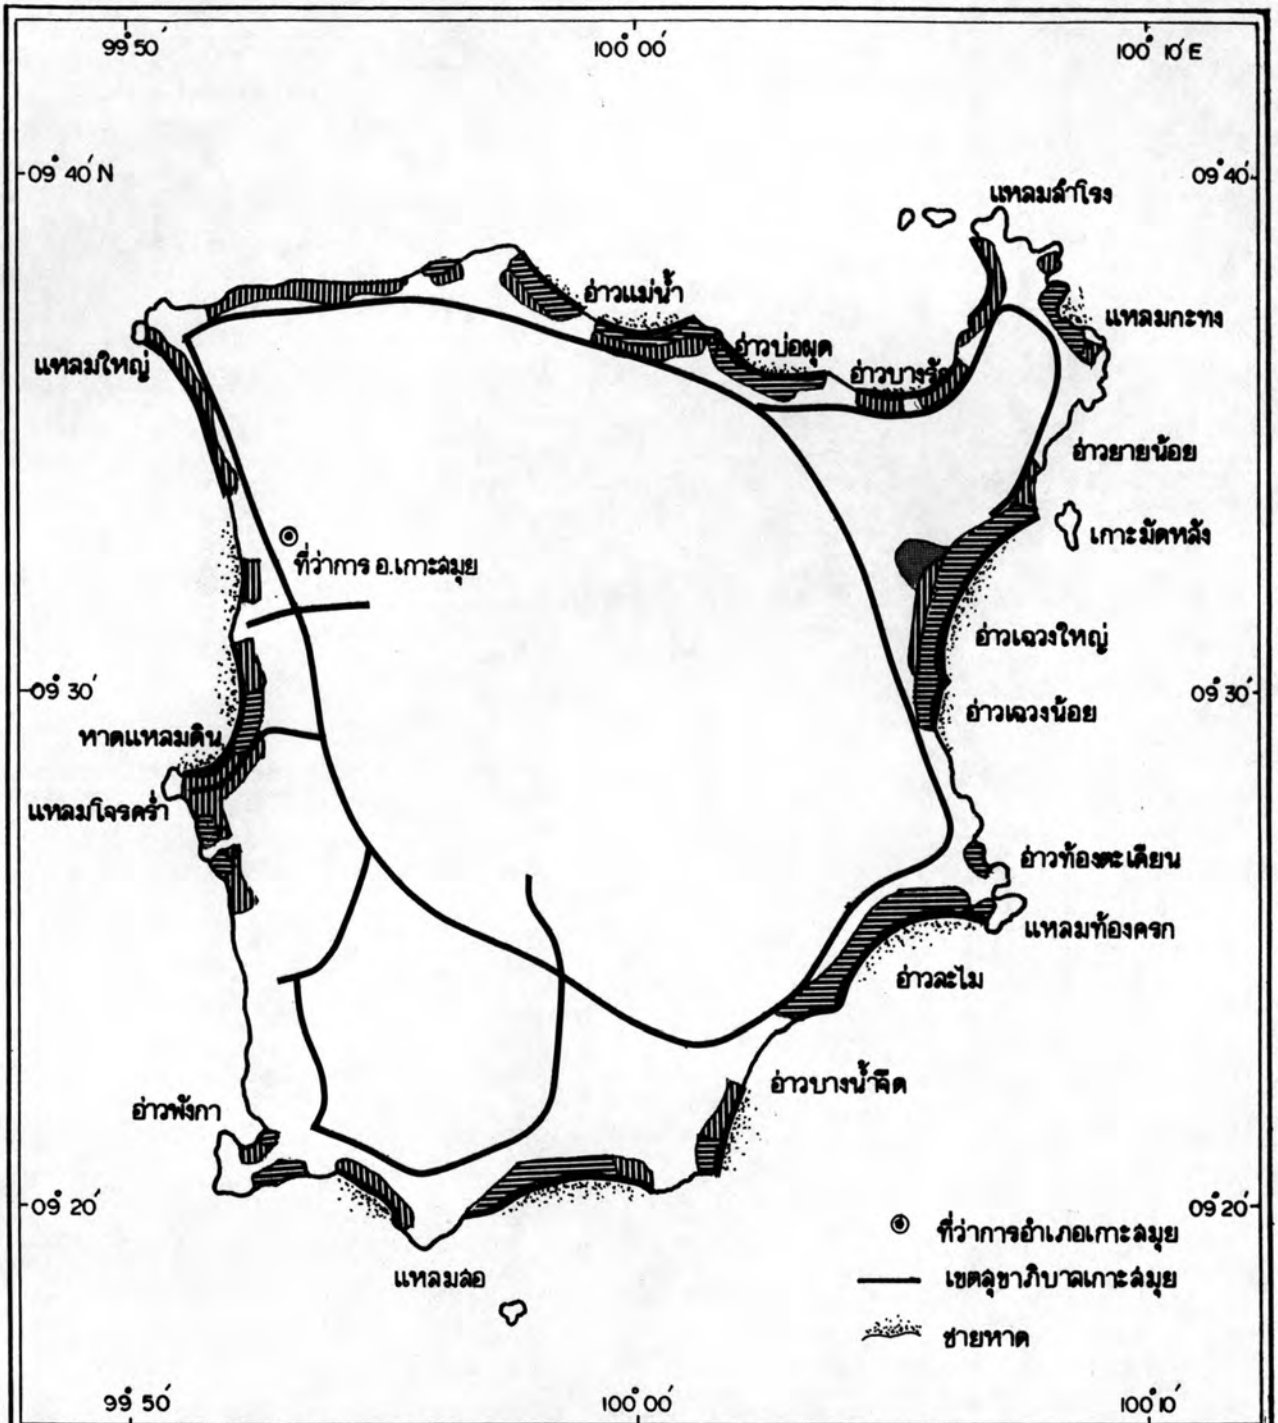 99° 50′
100° 00′
100° 10′ E
09° 40′ N
09° 40′
แหลมสำโรง
อ่าวแม่น้ำ
แหลมกะทง
อ่าวบ่อผุด
แหลมใหญ่
อ่าวบางรัก
อ่าวยายน้อย
เกาะมัดหลัง
ที่ว่าการ อ.เกาะสมุย
อ่าวเฉวงใหญ่
09° 30′
09° 30′
อ่าวเฉวงน้อย
หาดแหลมดิน
แหลมโจรคร่ำ
อ่าวท้องตะเคียน
แหลมท้องครก
อ่าวละไม
อ่าวบางน้ำจืด
อ่าวพังกา
09° 20′
09° 20′
ที่ว่าการอำเภอเกาะสมุย
แหลมสอ
เขตสุขาภิบาลเกาะสมุย
ชายหาด
99° 50′
100° 00′
100° 10′